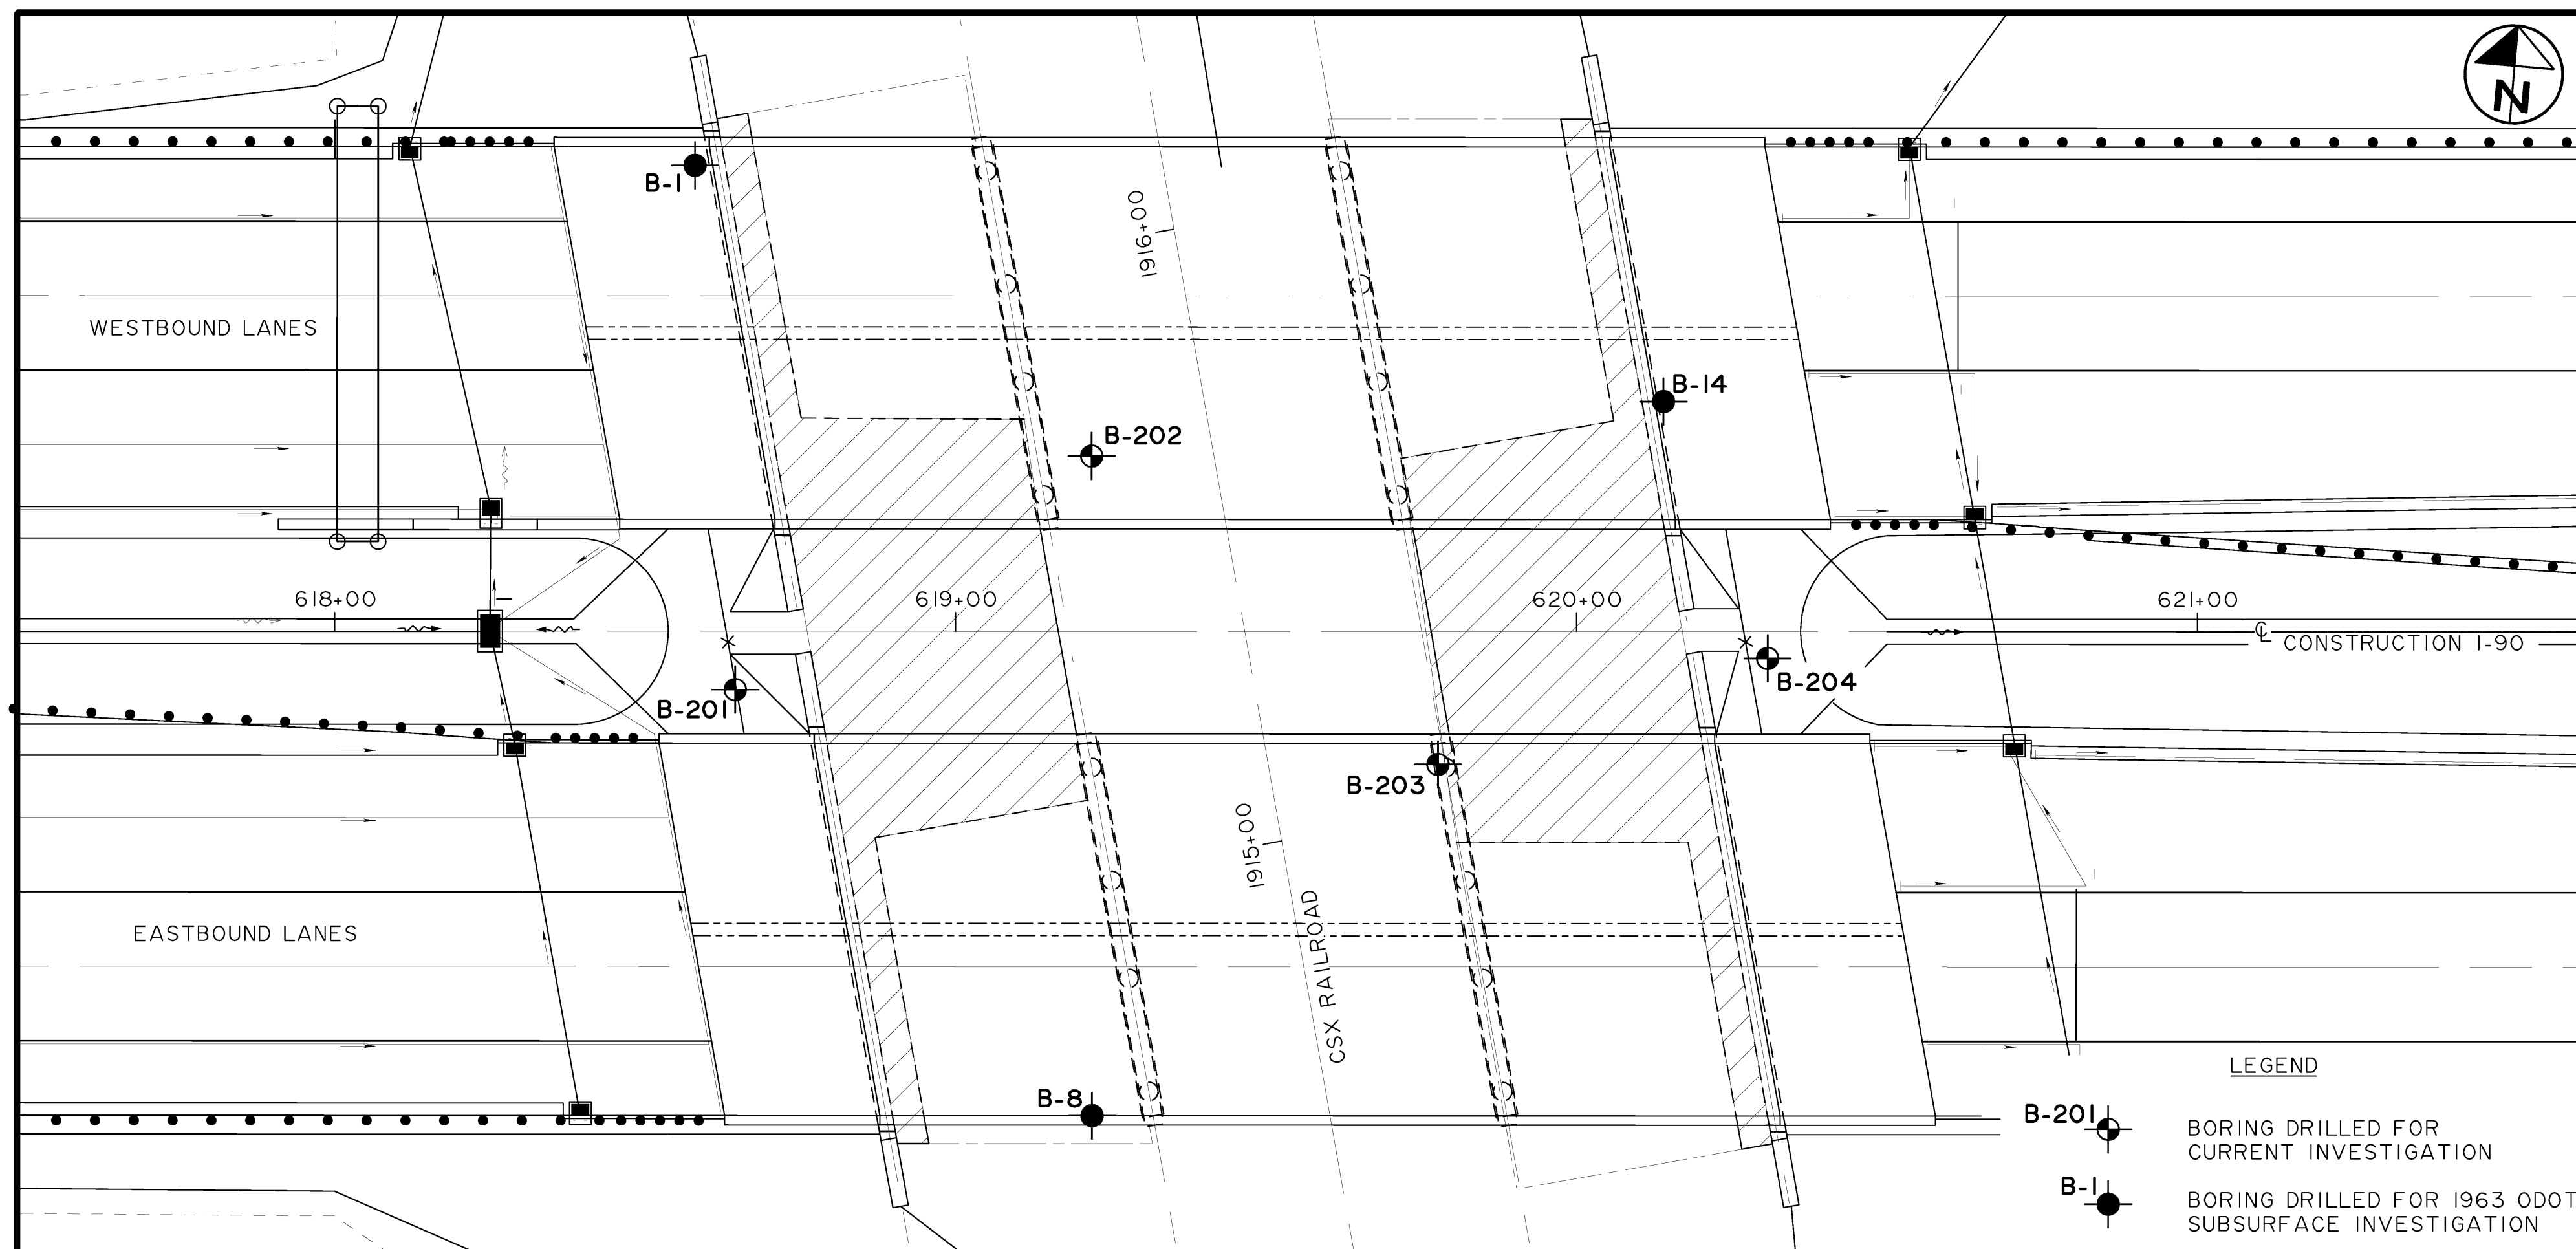 N
B-1
1916+00
WESTBOUND LANES
B-14
B-202
618+00
619+00
620+00
621+00
℄ CONSTRUCTION I-90
B-201
B-204
B-203
1915+00
CSX RAILROAD
EASTBOUND LANES
B-8
LEGEND
B-201
BORING DRILLED FOR
CURRENT INVESTIGATION
B-1
BORING DRILLED FOR 1963 ODOT
SUBSURFACE INVESTIGATION